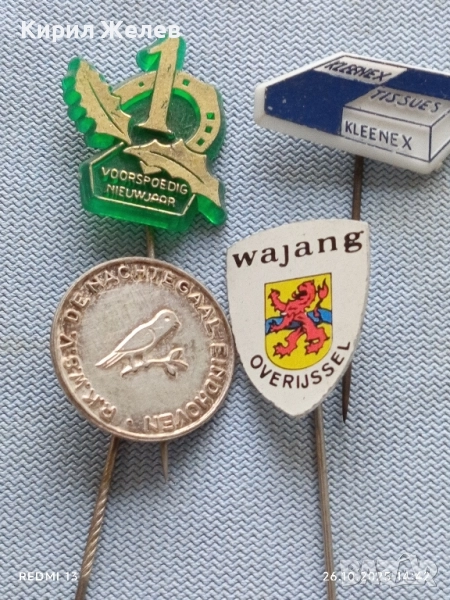 Кирил Желев
1
VOORSPOEDIG
NIEUWJAAR
KLEENEX
TISSUES
KLEENEX
wajang
OVERIJSSEL
DE NACHTEGAAL EINDHOVEN
REDMI 13